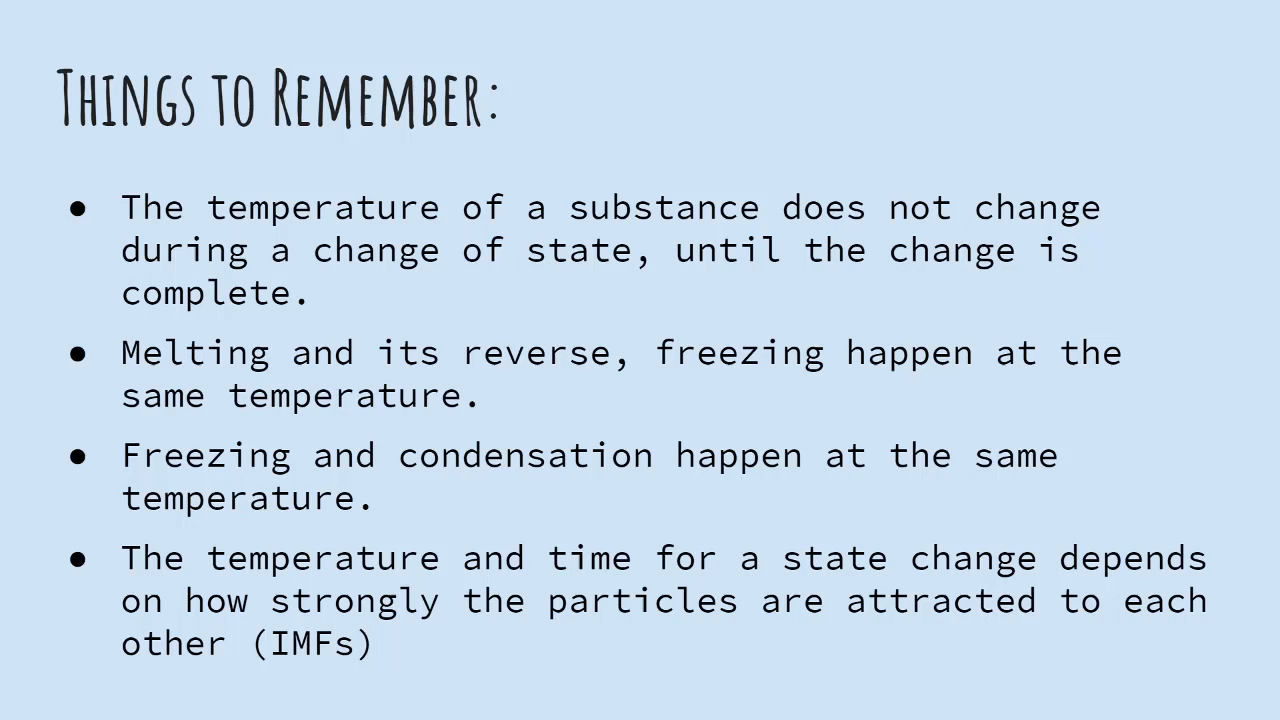 Things to Remember:
● The temperature of a substance does not change
during a change of state, until the change is
complete.
● Melting and its reverse, freezing happen at the
same temperature.
● Freezing and condensation happen at the same
temperature.
● The temperature and time for a state change depends
on how strongly the particles are attracted to each
other (IMFs)